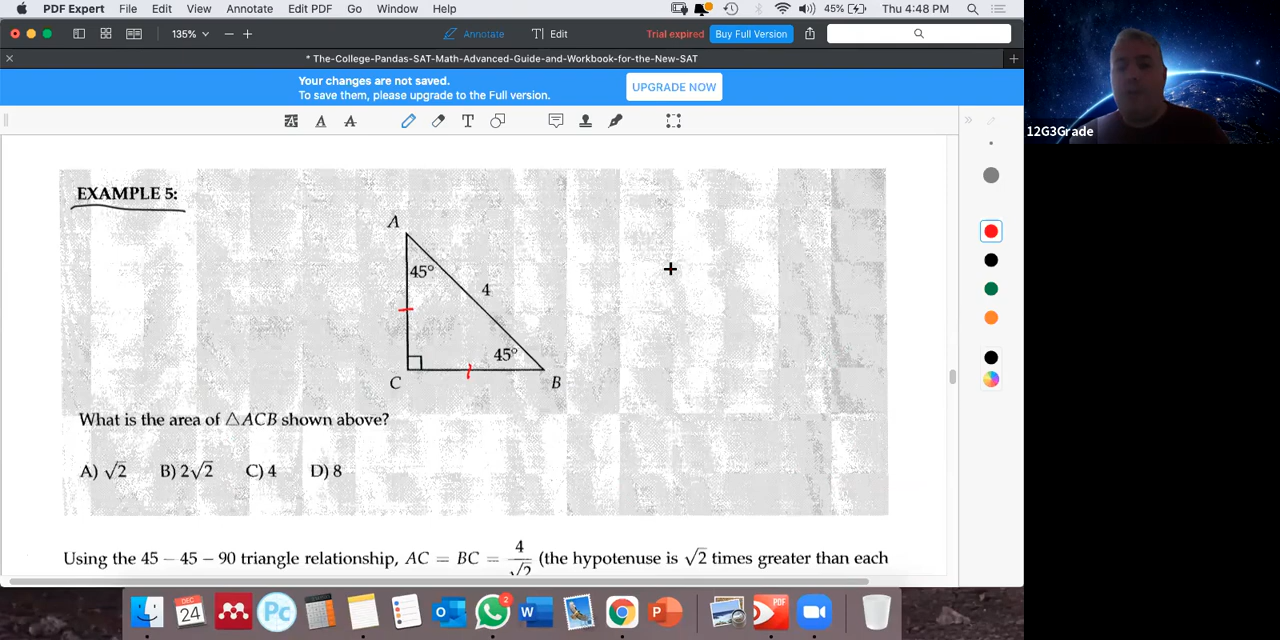 PDF Expert File Edit View Annotate Edit PDF Go Window Help 45% Thu 4:48 PM
135% Annotate T Edit Trial expired Buy Full Version
* The-College-Pandas-SAT-Math-Advanced-Guide-and-Workbook-for-the-New-SAT
Your changes are not saved.
To save them, please upgrade to the Full version.
UPGRADE NOW
A A A T
12G3Grade
EXAMPLE 5:
A
45°
4
45°
C
B
What is the area of △ACB shown above?
A) √2 B) 2√2 C) 4 D) 8
Using the 45 – 45 – 90 triangle relationship, AC = BC = 4/√2 (the hypotenuse is √2 times greater than each
DEC
24
Pc
2
W
P
PDF